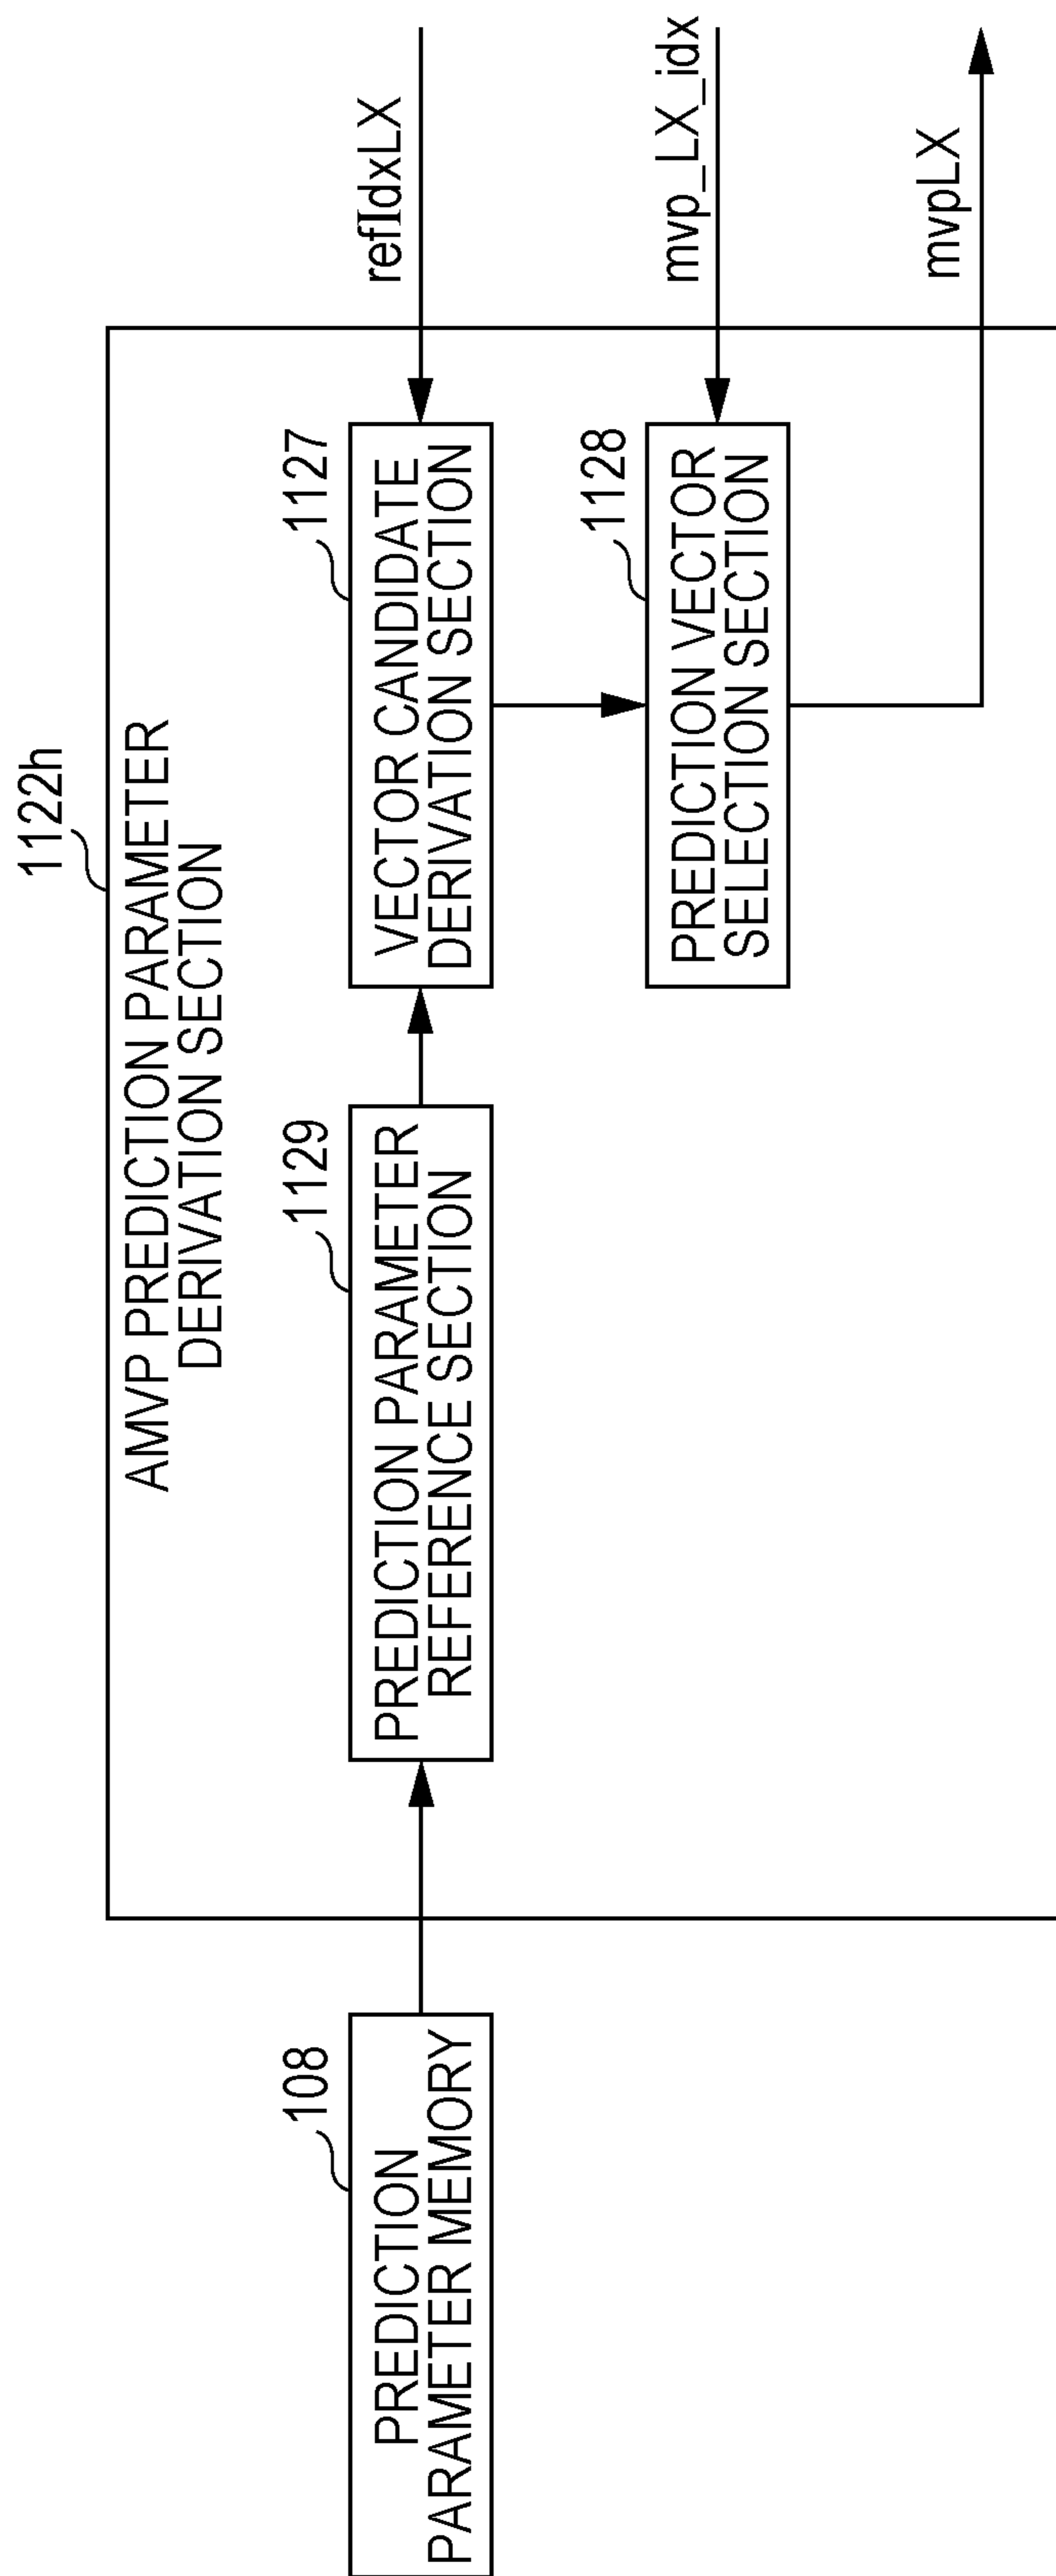 1122h
AMVP PREDICTION PARAMETER
DERIVATION SECTION
108
PREDICTION
PARAMETER MEMORY
1129
PREDICTION PARAMETER
REFERENCE SECTION
1127
VECTOR CANDIDATE
DERIVATION SECTION
refIdxLX
1128
PREDICTION VECTOR
SELECTION SECTION
mvp_LX_idx
mvpLX